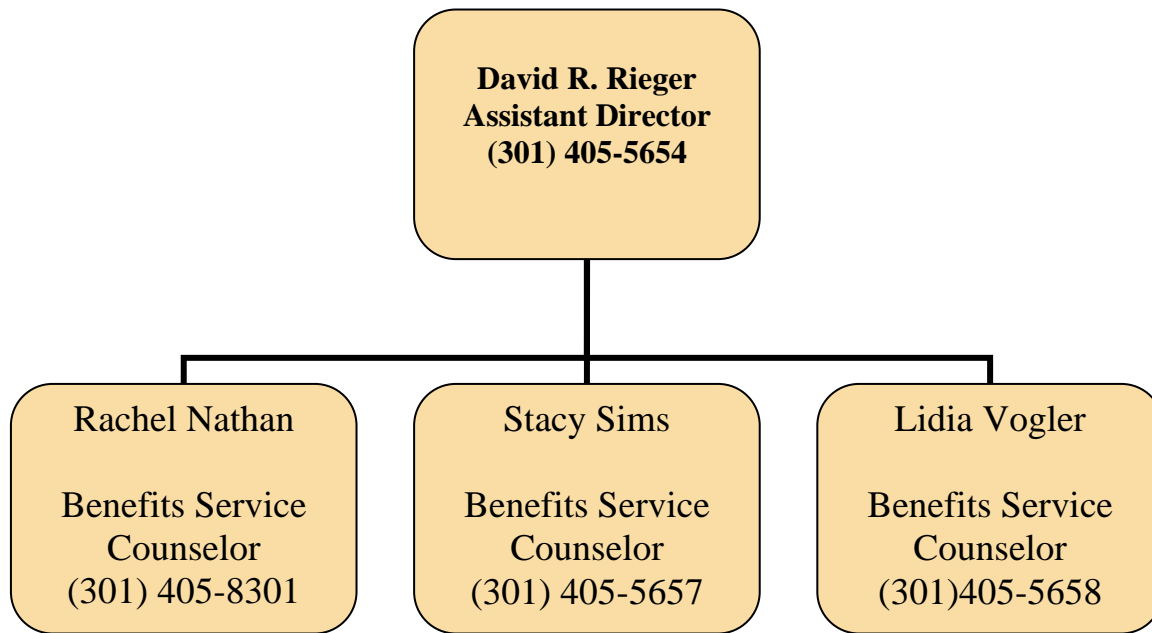 David R. Rieger
Assistant Director
(301) 405-5654
Rachel Nathan
Benefits Service
Counselor
(301) 405-8301
Stacy Sims
Benefits Service
Counselor
(301) 405-5657
Lidia Vogler
Benefits Service
Counselor
(301)405-5658